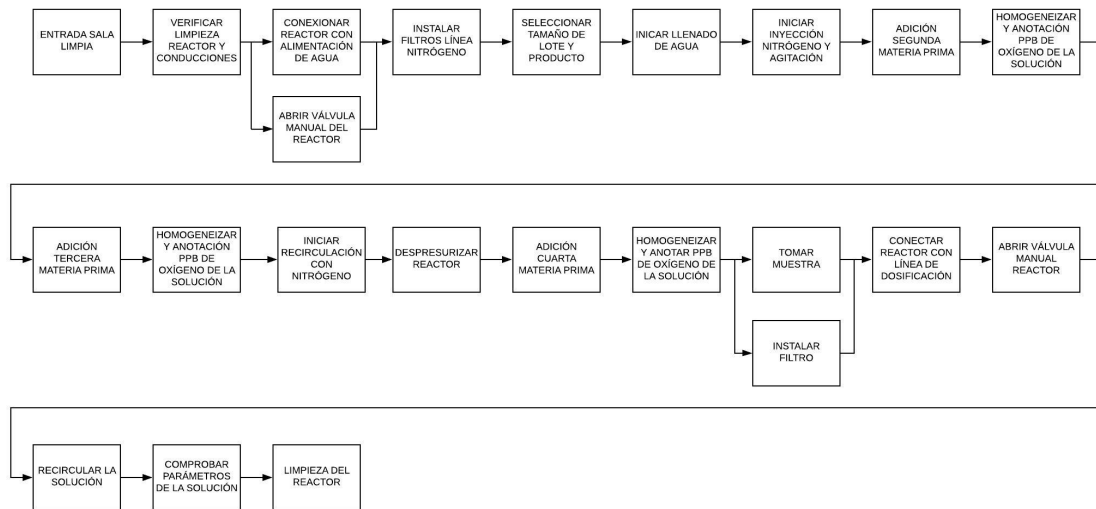 ENTRADA SALA
LIMPIA
VERIFICAR
LIMPIEZA
REACTOR Y
CONDUCCIONES
CONEXIONAR
REACTOR CON
ALIMENTACIÓN
DE AGUA
INSTALAR
FILTROS LÍNEA
NITRÓGENO
SELECCIONAR
TAMAÑO DE
LOTE Y
PRODUCTO
INICAR LLENADO
DE AGUA
INICIAR
INYECCIÓN
NITRÓGENO Y
AGITACIÓN
ADICIÓN
SEGUNDA
MATERIA PRIMA
HOMOGENEIZAR
Y ANOTACIÓN
PPB DE
OXÍGENO DE LA
SOLUCIÓN
ABRIR VÁLVULA
MANUAL DEL
REACTOR
ADICIÓN
TERCERA
MATERIA PRIMA
HOMOGENEIZAR
Y ANOTACIÓN
PPB DE
OXÍGENO DE LA
SOLUCIÓN
INICIAR
RECIRCULACIÓN
CON
NITRÓGENO
DESPRESURIZAR
REACTOR
ADICIÓN
CUARTA
MATERIA PRIMA
HOMOGENEIZAR
Y ANOTAR PPB
DE OXÍGENO DE
LA SOLUCIÓN
TOMAR
MUESTRA
CONECTAR
REACTOR CON
LÍNEA DE
DOSIFICACIÓN
ABRIR VÁLVULA
MANUAL
REACTOR
INSTALAR
FILTRO
RECIRCULAR LA
SOLUCIÓN
COMPROBAR
PARÁMETROS
DE LA SOLUCIÓN
LIMPIEZA DEL
REACTOR